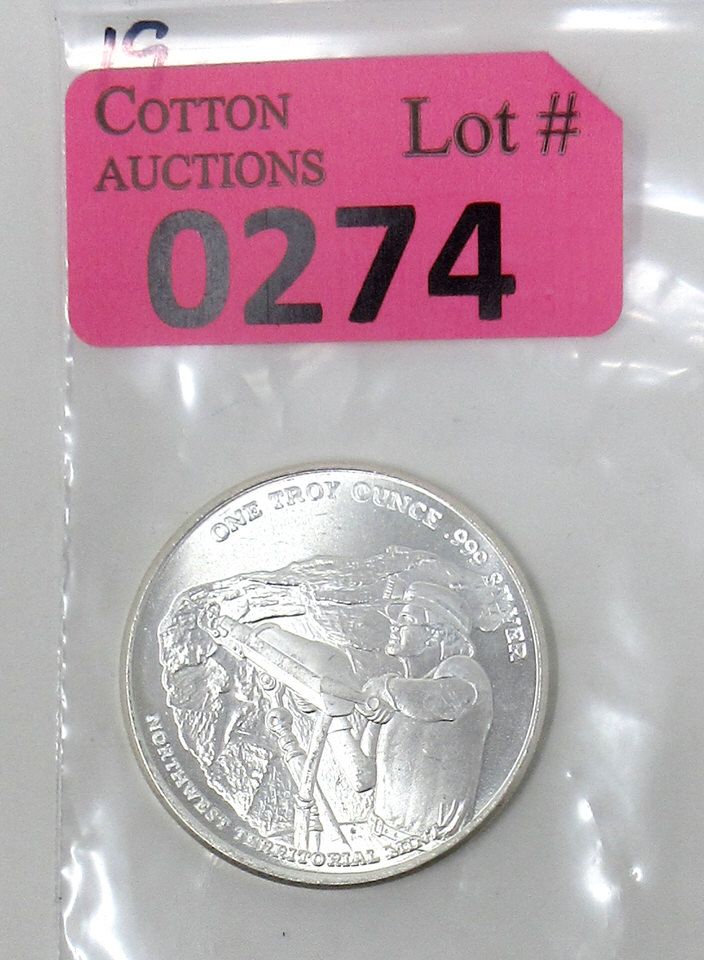 19
COTTON
AUCTIONS
Lot #
0274
ONE TROY OUNCE .999 SILVER
NORTHWEST TERRITORIAL MINT